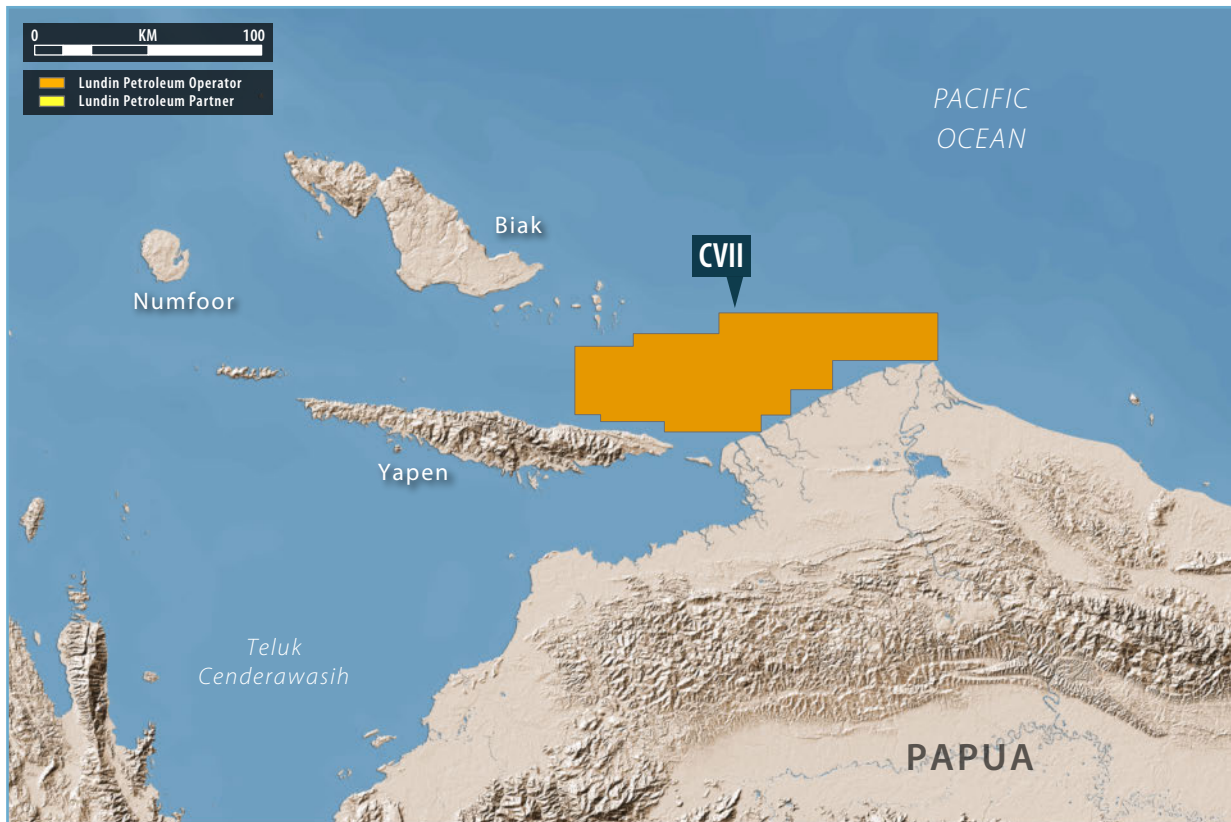 0 KM 100
Lundin Petroleum Operator
Lundin Petroleum Partner
PACIFIC
OCEAN
Biak
CVII
Numfoor
Yapen
Teluk
Cenderawasih
PAPUA